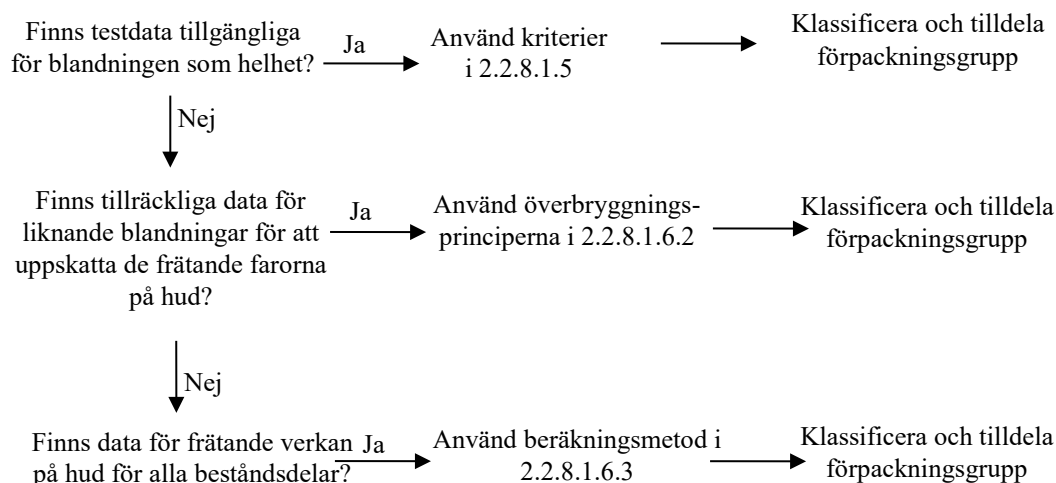 Finns testdata tillgängliga
för blandningen som helhet?
Ja
Använd kriterier
i 2.2.8.1.5
Klassificera och tilldela
förpackningsgrupp
Nej
Finns tillräckliga data för
liknande blandningar för att
uppskatta de frätande farorna
på hud?
Ja
Använd överbryggnings-
principerna i 2.2.8.1.6.2
Klassificera och tilldela
förpackningsgrupp
Nej
Finns data för frätande verkan
på hud för alla beståndsdelar?
Ja
Använd beräkningsmetod i
2.2.8.1.6.3
Klassificera och tilldela
förpackningsgrupp